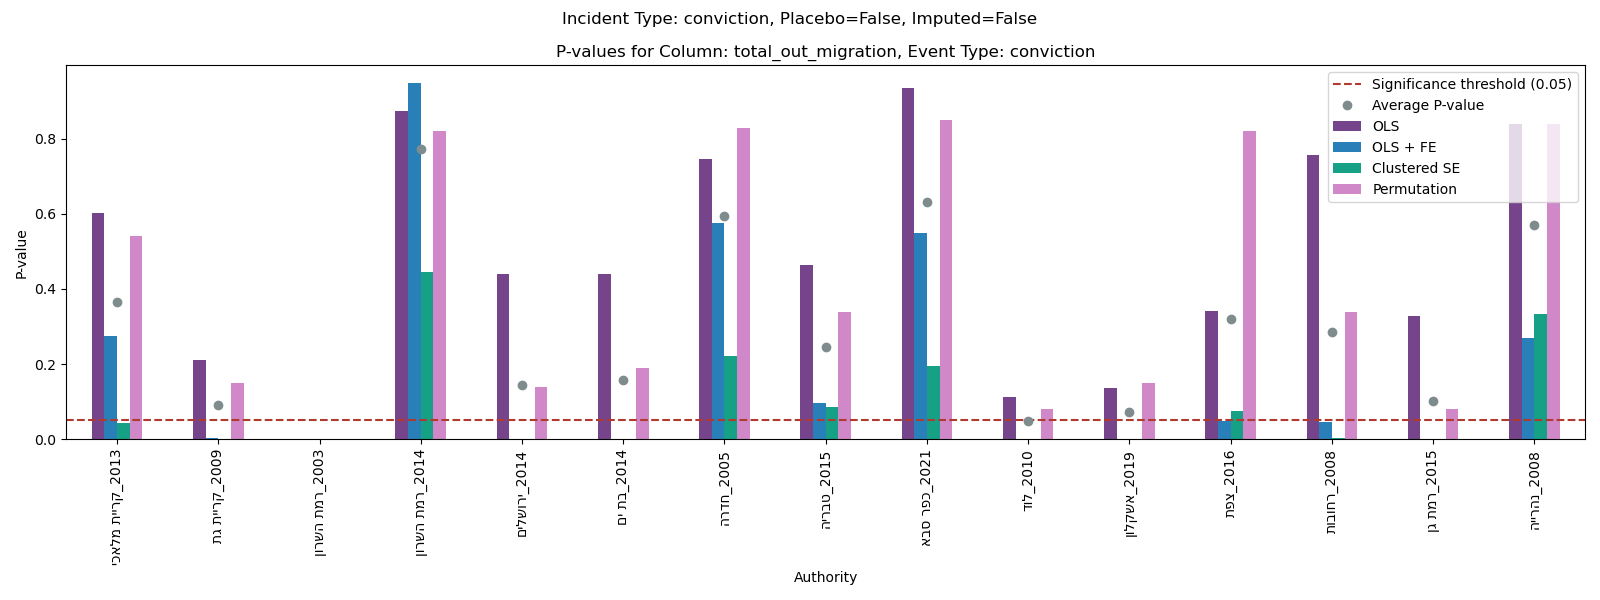 Incident Type: conviction, Placebo=False, Imputed=False
P-values for Column: total_out_migration, Event Type: conviction
Significance threshold (0.05)
Average P-value
OLS
OLS + FE
Clustered SE
Permutation
P-value
0.8
0.6
0.4
0.2
0.0
קריית מלאכי_2013
קריית גת_2009
רמת השרון_2003
רמת השרון_2014
ירושלים_2014
בת ים_2014
חדרה_2005
טבריה_2015
כפר סבא_2021
לוד_2010
אשקלון_2019
צפת_2016
רחובות_2008
רמת גן_2015
נהרייה_2008
Authority